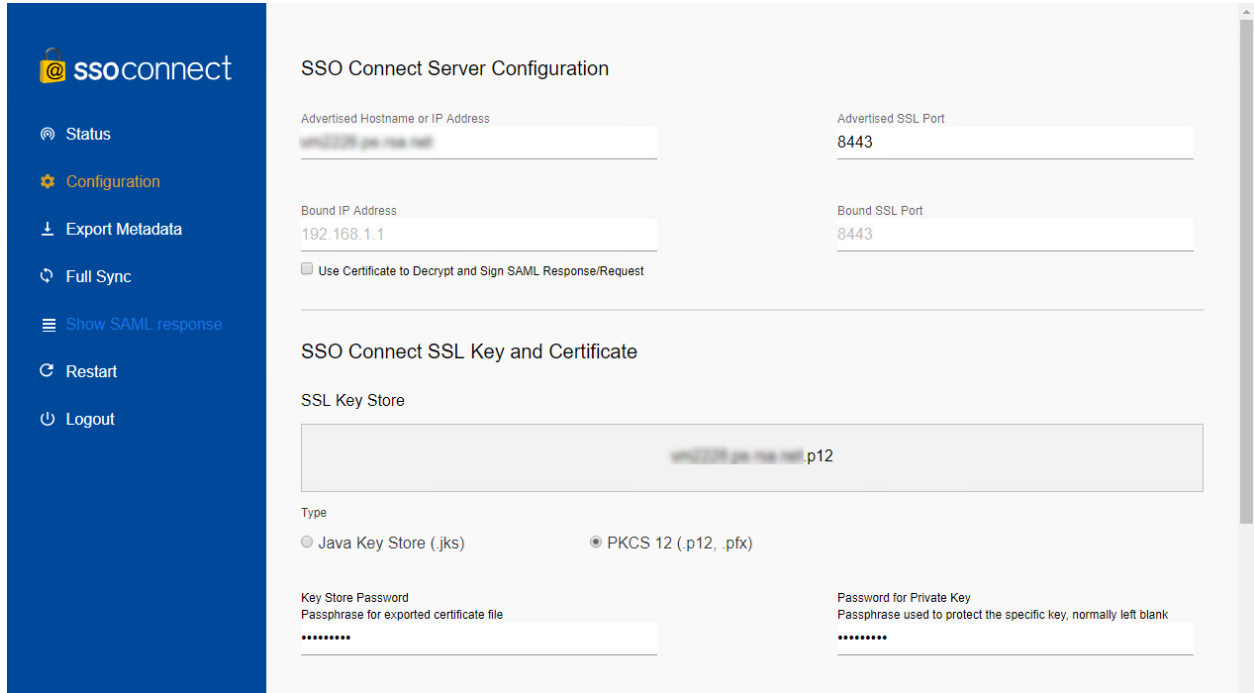 @ ssoconnect
Status
Configuration
Export Metadata
Full Sync
Show SAML response
Restart
Logout
SSO Connect Server Configuration
Advertised Hostname or IP Address
Advertised SSL Port
8443
Bound IP Address
Bound SSL Port
192.168.1.1
8443
Use Certificate to Decrypt and Sign SAML Response/Request
SSO Connect SSL Key and Certificate
SSL Key Store
.p12
Type
Java Key Store (.jks)
PKCS 12 (.p12, .pfx)
Key Store Password
Password for Private Key
Passphrase for exported certificate file
Passphrase used to protect the specific key, normally left blank
•••••••••
•••••••••